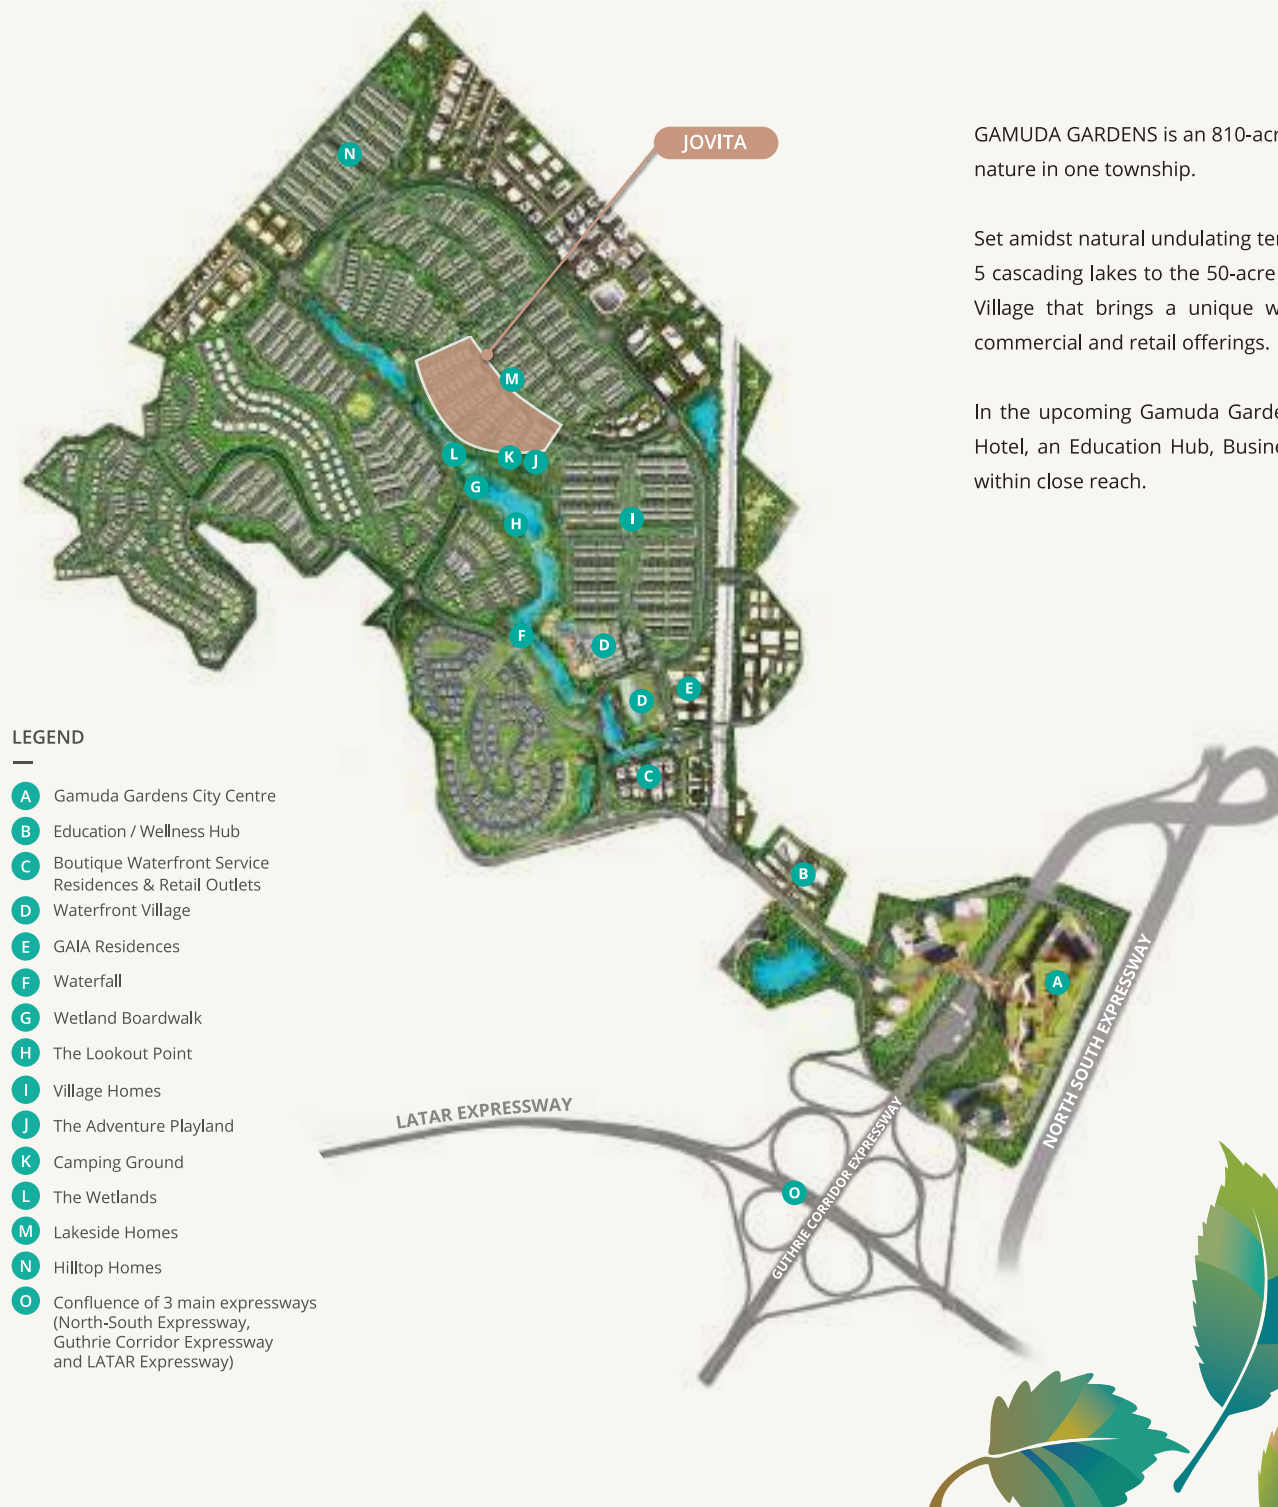 JOVITA
GAMUDA GARDENS is an 810-acr
nature in one township.
Set amidst natural undulating ter
5 cascading lakes to the 50-acre
Village that brings a unique w
commercial and retail offerings.
In the upcoming Gamuda Garde
Hotel, an Education Hub, Busine
within close reach.
N
M
L
K
J
G
H
I
F
D
E
D
C
B
A
O
LATAR EXPRESSWAY
GUTHRIE CORRIDOR EXPRESSWAY
NORTH SOUTH EXPRESSWAY
LEGEND
A Gamuda Gardens City Centre
B Education / Wellness Hub
C Boutique Waterfront Service
Residences & Retail Outlets
D Waterfront Village
E GAIA Residences
F Waterfall
G Wetland Boardwalk
H The Lookout Point
I Village Homes
J The Adventure Playland
K Camping Ground
L The Wetlands
M Lakeside Homes
N Hilltop Homes
O Confluence of 3 main expressways
(North-South Expressway,
Guthrie Corridor Expressway
and LATAR Expressway)